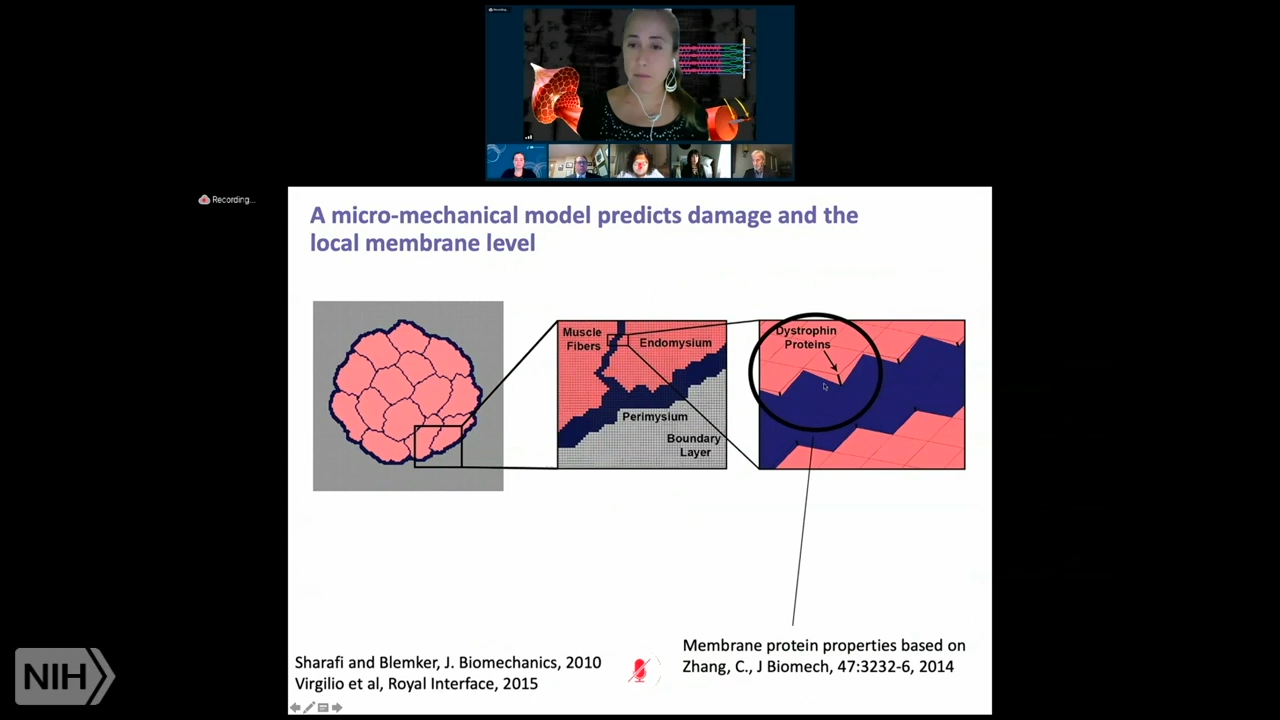 Recording...
Recording...
A micro-mechanical model predicts damage and the
local membrane level
Muscle
Fibers
Endomysium
Perimysium
Boundary
Layer
Dystrophin
Proteins
Membrane protein properties based on
Zhang, C., J Biomech, 47:3232-6, 2014
Sharafi and Blemker, J. Biomechanics, 2010
Virgilio et al, Royal Interface, 2015
NIH